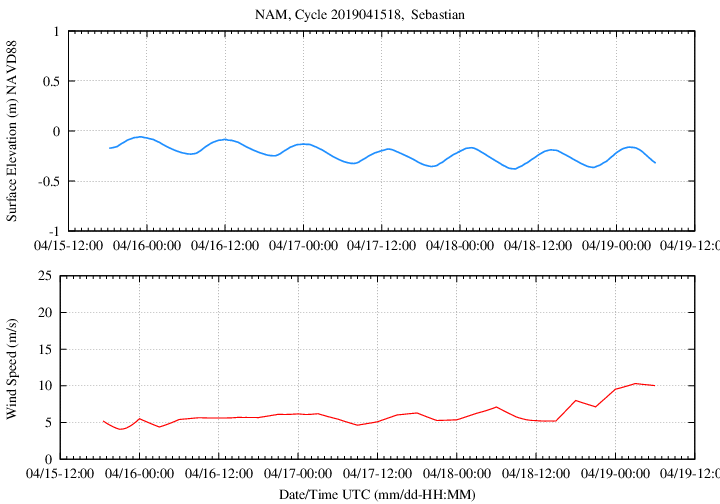 NAM, Cycle 2019041518,  Sebastian
Surface Elevation (m) NAVD88
1
0.5
0
-0.5
-1
04/15-12:00 04/16-00:00 04/16-12:00 04/17-00:00 04/17-12:00 04/18-00:00 04/18-12:00 04/19-00:00 04/19-12:0
Wind Speed (m/s)
25
20
15
10
5
0
04/15-12:00 04/16-00:00 04/16-12:00 04/17-00:00 04/17-12:00 04/18-00:00 04/18-12:00 04/19-00:00 04/19-12:0
Date/Time UTC (mm/dd-HH:MM)